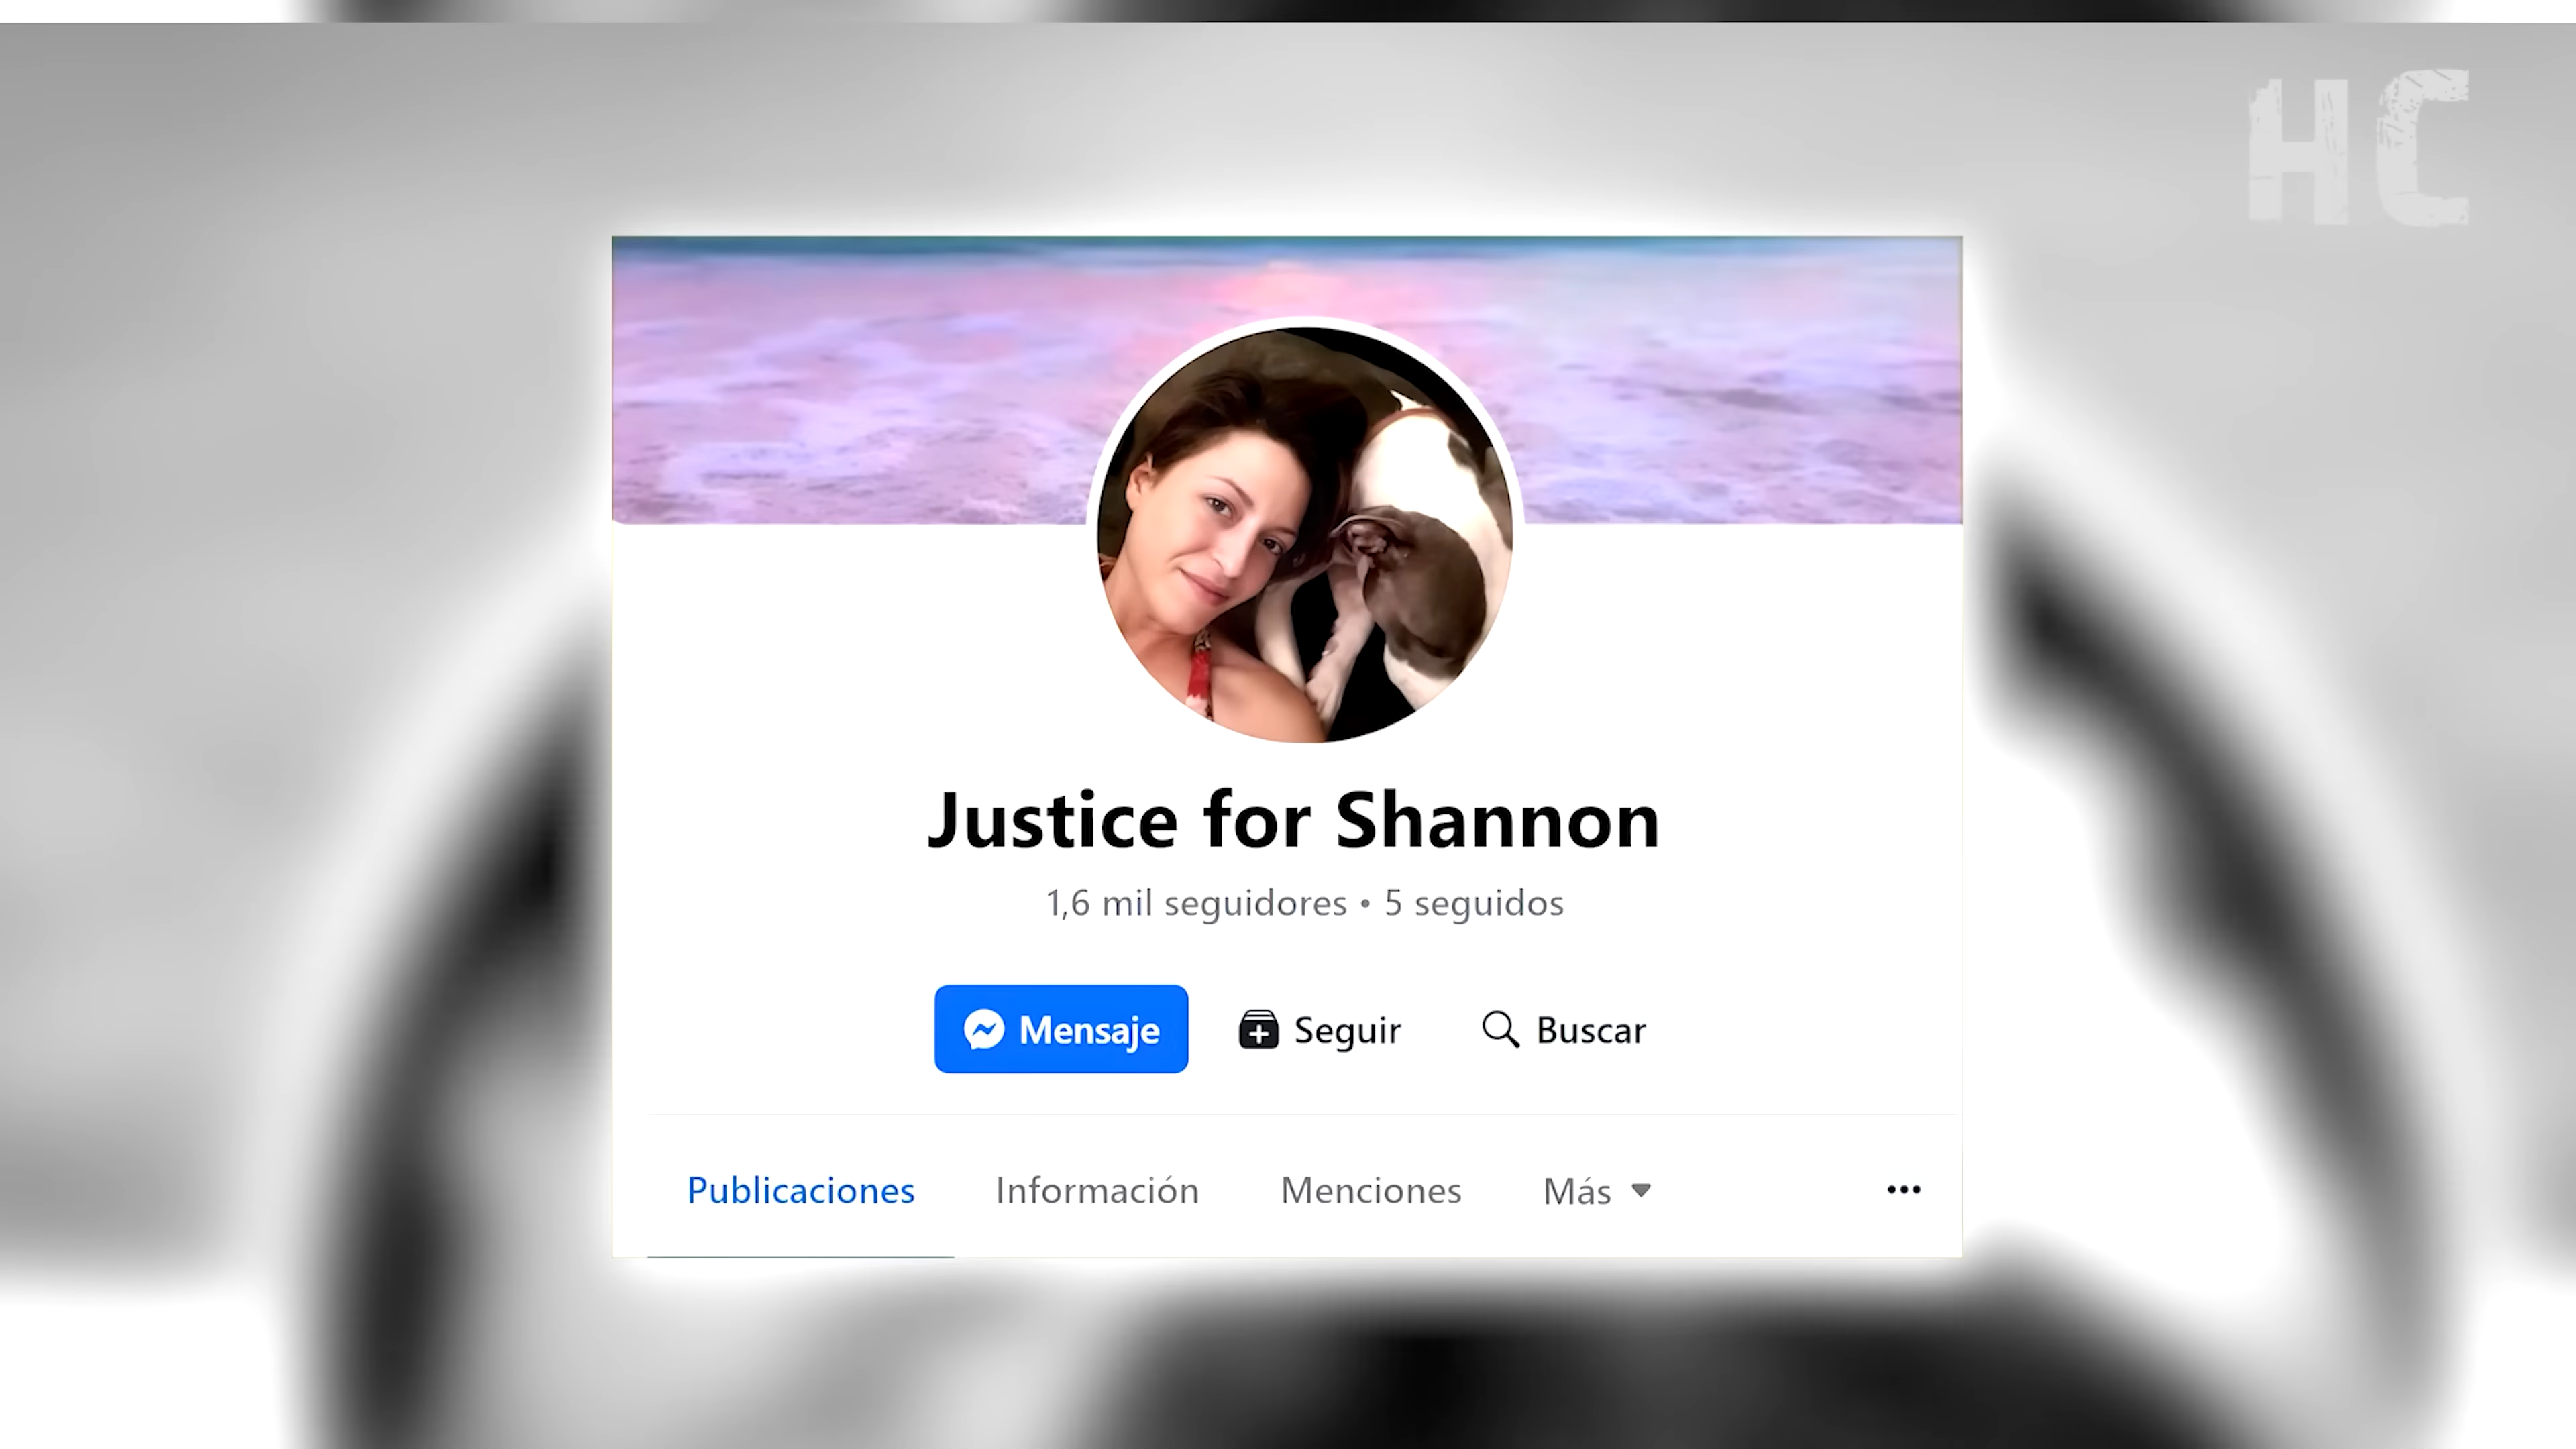 HC
Justice for Shannon
1,6 mil seguidores • 5 seguidos
Mensaje Seguir Buscar
Publicaciones Información Menciones Más